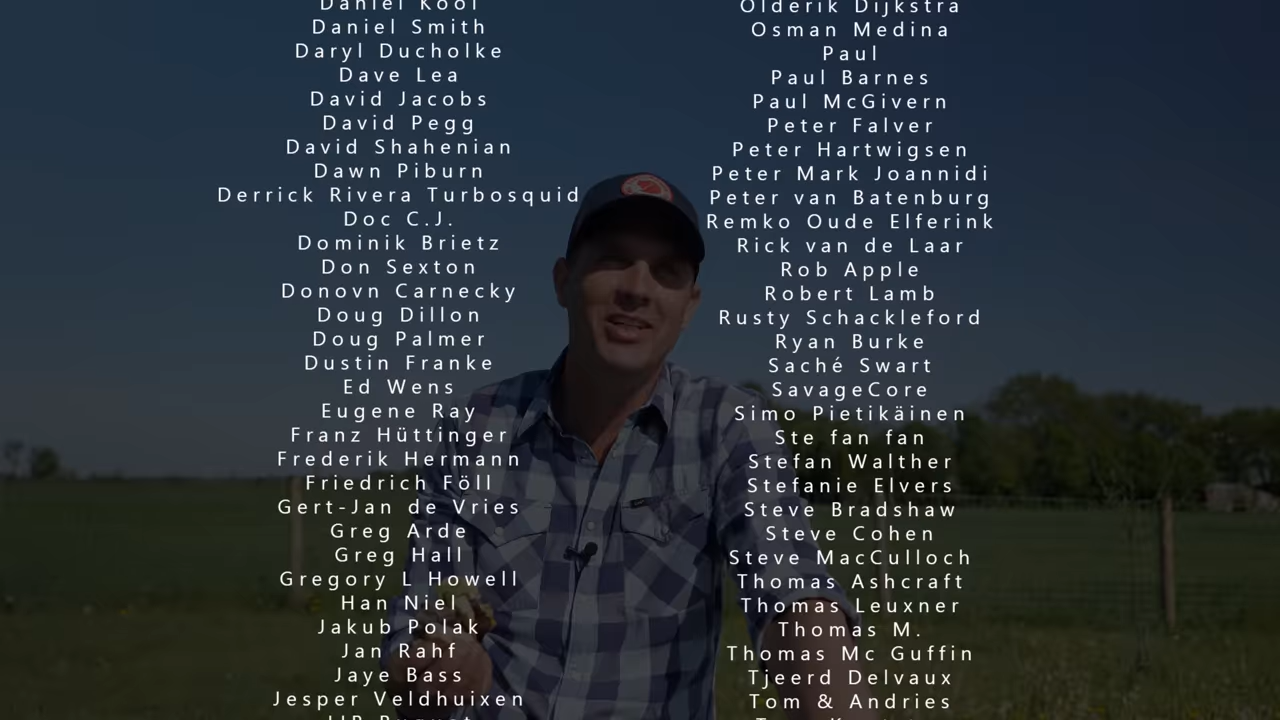 Daniel Kool
Daniel Smith
Daryl Ducholke
Dave Lea
David Jacobs
David Pegg
David Shahenian
Dawn Piburn
Derrick Rivera Turbosquid
Doc C.J.
Dominik Brietz
Don Sexton
Donovn Carnecky
Doug Dillon
Doug Palmer
Dustin Franke
Ed Wens
Eugene Ray
Franz Hüttinger
Frederik Hermann
Friedrich Föll
Gert-Jan de Vries
Greg Arde
Greg Hall
Gregory L Howell
Han Niel
Jakub Polak
Jan Rahf
Jaye Bass
Jesper Veldhuixen
Olderik Dijkstra
Osman Medina
Paul
Paul Barnes
Paul McGivern
Peter Falver
Peter Hartwigsen
Peter Mark Joannidi
Peter van Batenburg
Remko Oude Elferink
Rick van de Laar
Rob Apple
Robert Lamb
Rusty Schackleford
Ryan Burke
Saché Swart
SavageCore
Simo Pietikäinen
Ste fan fan
Stefan Walther
Stefanie Elvers
Steve Bradshaw
Steve Cohen
Steve MacCulloch
Thomas Ashcraft
Thomas Leuxner
Thomas M.
Thomas Mc Guffin
Tjeerd Delvaux
Tom & Andries